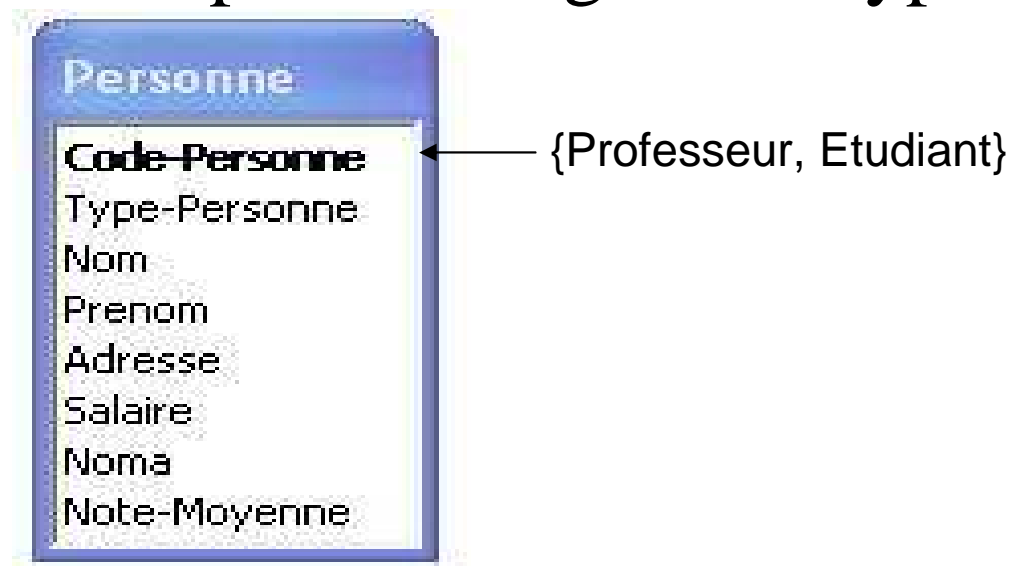 Personne
Code-Personne
{Professeur, Etudiant}
Type-Personne
Nom
Prenom
Adresse
Salaire
Noma
Note-Moyenne